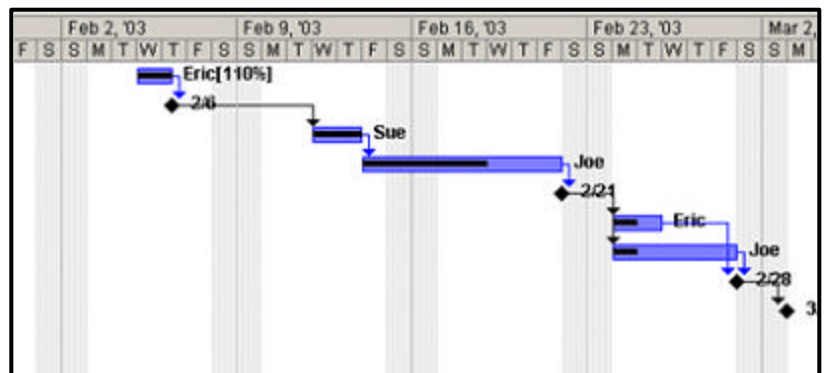 Feb 2, '03 Feb 9, '03 Feb 16, '03 Feb 23, '03 Mar 2,
F S S M T W T F S S M T W T F S S M T W T F S S M T W T F S S M
Eric[110%]
2/6
Sue
Joe
2/21
Eric
Joe
2/28
3